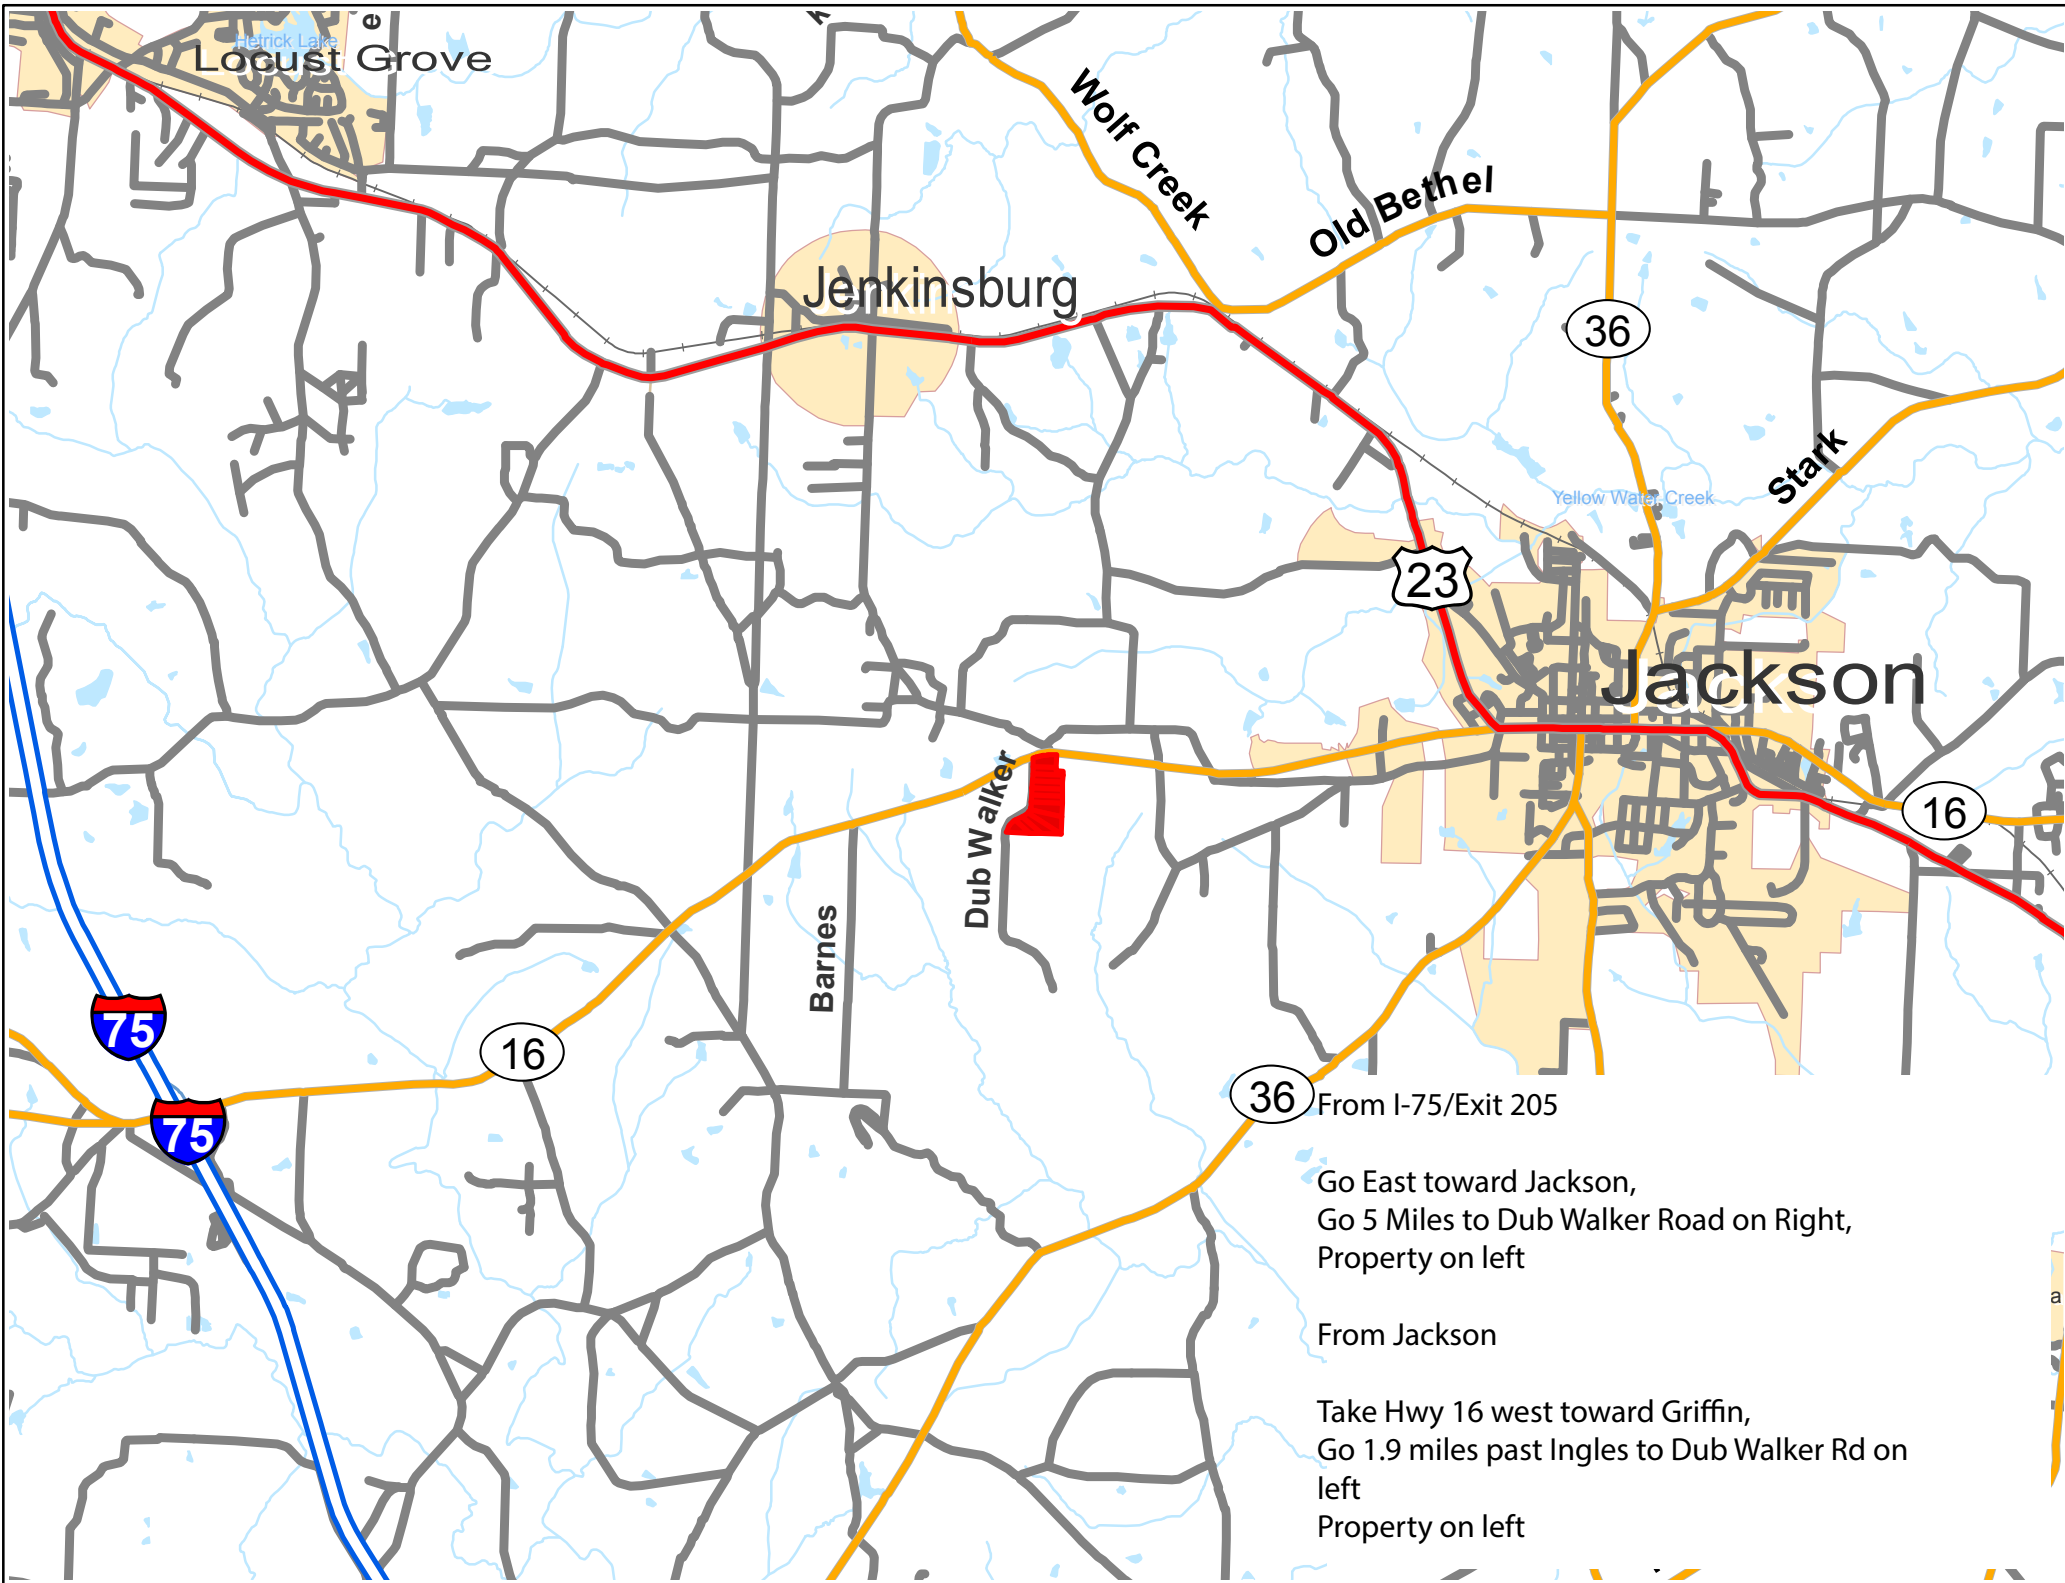 Hetrick Lake
Locust Grove
Wolf Creek
Old Bethel
Jenkinsburg
36
Stark
Yellow Water Creek
23
Jackson
Dub Walker
16
Barnes
75
16
75
36
From I-75/Exit 205
Go East toward Jackson,
Go 5 Miles to Dub Walker Road on Right,
Property on left
From Jackson
Take Hwy 16 west toward Griffin,
Go 1.9 miles past Ingles to Dub Walker Rd on
left
Property on left